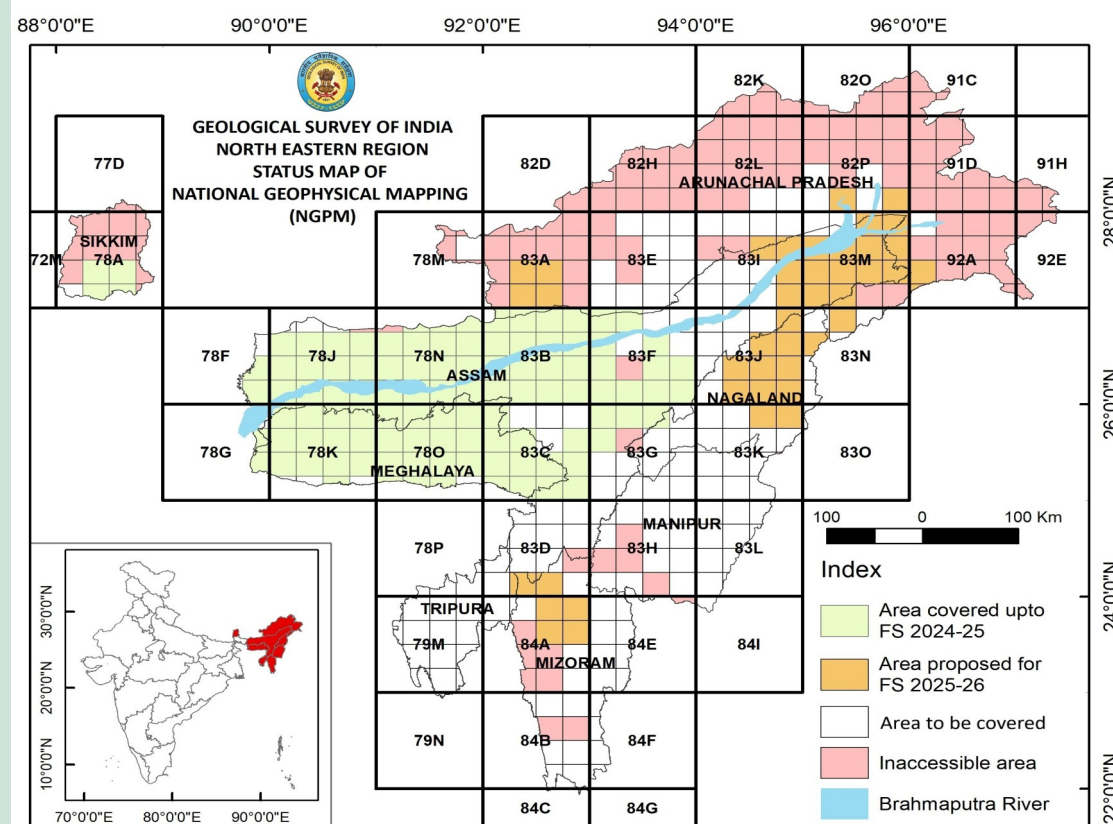 88°0'0"E 90°0'0"E 92°0'0"E 94°0'0"E 96°0'0"E
GEOLOGICAL SURVEY OF INDIA
NORTH EASTERN REGION
STATUS MAP OF
NATIONAL GEOPHYSICAL MAPPING
(NGPM)
82K 82O 91C
77D 82D 82H 82L 82P 91D 91H
ARUNACHAL PRADESH
28°0'0"N
SIKKIM
72M 78A 78M 83A 83E 83I 83M 92A 92E
78F 78J 78N 83B 83F 83J 83N
ASSAM
NAGALAND
26°0'0"N
78G 78K 78O 83C 83G 83K 83O
MEGHALAYA
MANIPUR
78P 83D 83H 83L
100 0 100 Km
Index
24°0'0"N
TRIPURA
79M 84A 84E 84I
MIZORAM
79N 84B 84F
84C 84G
22°0'0"N
Area covered upto
FS 2024-25
Area proposed for
FS 2025-26
Area to be covered
Inaccessible area
Brahmaputra River
30°0'0"N
20°0'0"N
10°0'0"N
70°0'0"E 80°0'0"E 90°0'0"E